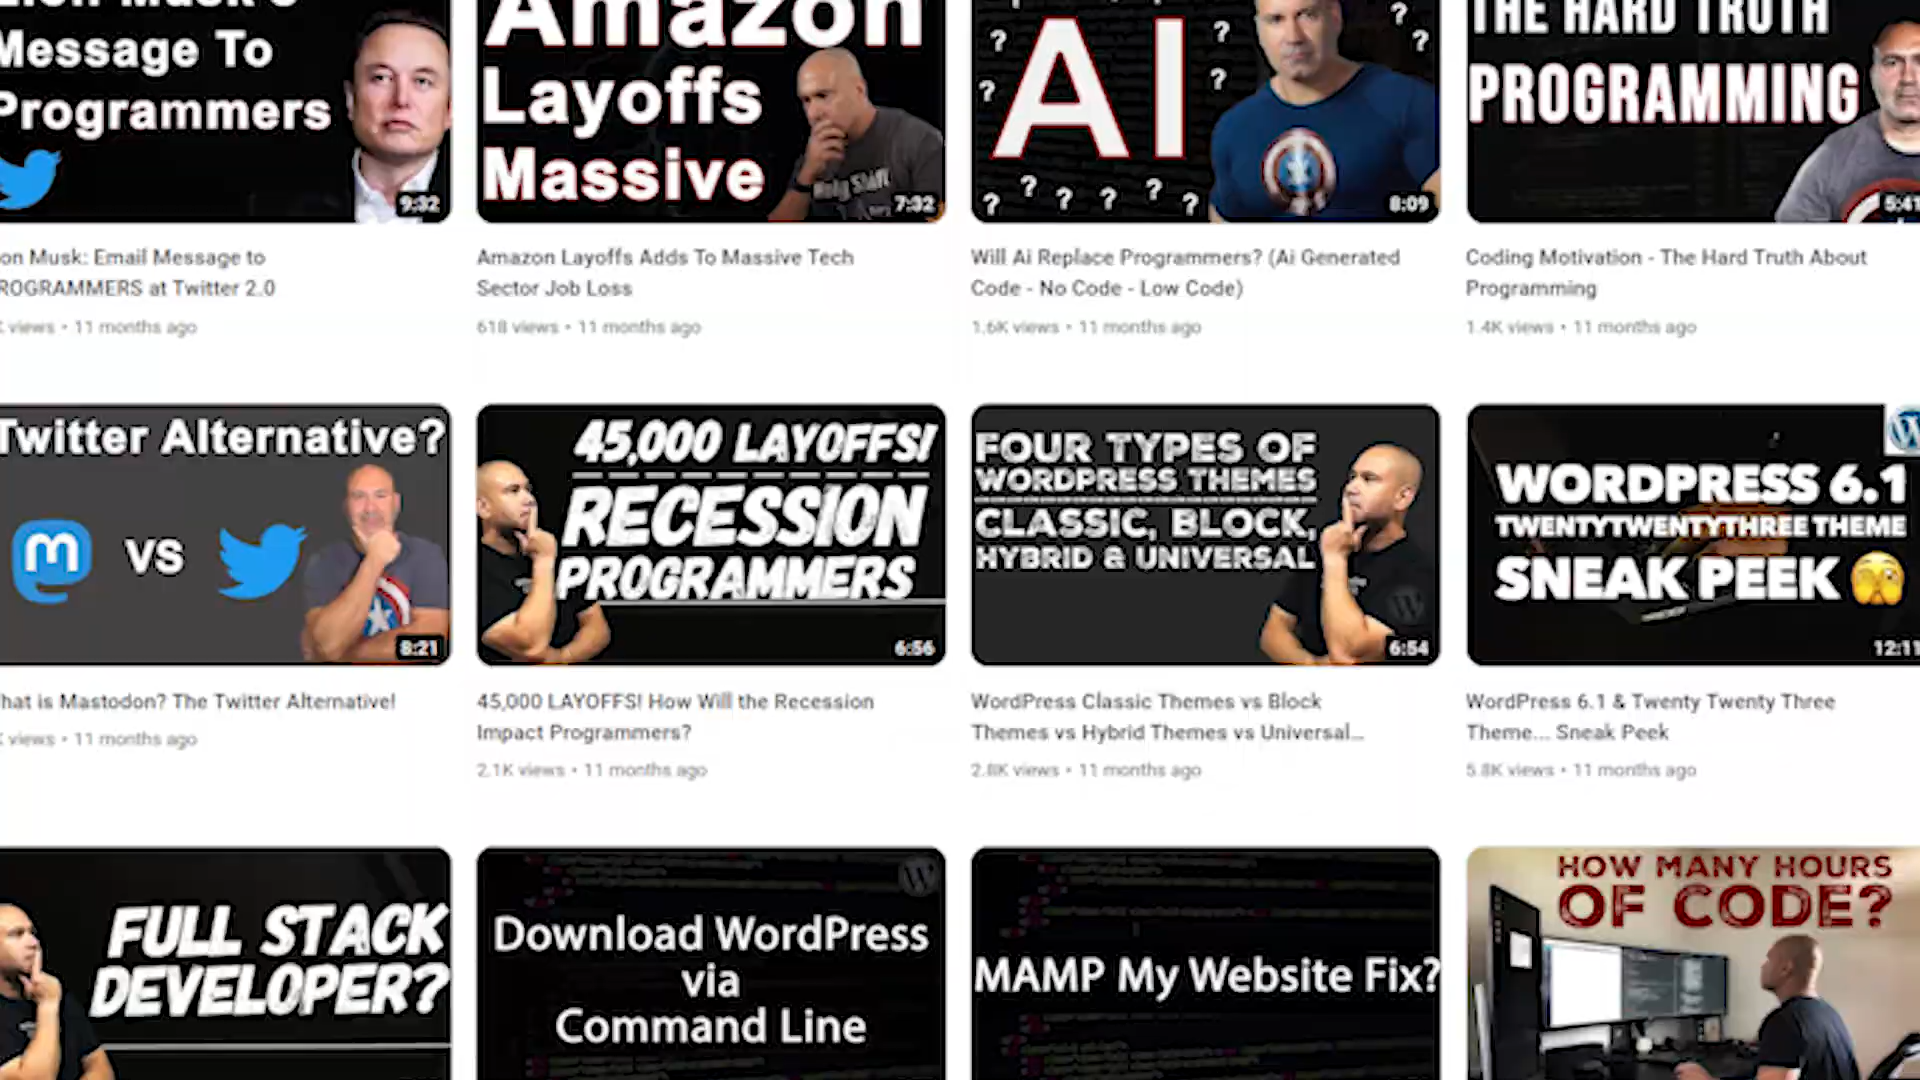 Message To
Programmers
9:32
on Musk: Email Message to
ROGRAMMERS at Twitter 2.0
views • 11 months ago
Amazon
Layoffs
Massive
7:32
Amazon Layoffs Adds To Massive Tech
Sector Job Loss
618 views • 11 months ago
? ? ? ?
AI
? ? ? ? ? ? ? ?
8:09
Will Ai Replace Programmers? (Ai Generated
Code - No Code - Low Code)
1.6K views • 11 months ago
THE HARD TRUTH
PROGRAMMING
5:41
Coding Motivation - The Hard Truth About
Programming
1.4K views • 11 months ago
Twitter Alternative?
m VS
8:21
hat is Mastodon? The Twitter Alternative!
views • 11 months ago
45,000 LAYOFFS!
RECESSION
PROGRAMMERS
6:56
45,000 LAYOFFS! How Will the Recession
Impact Programmers?
2.1K views • 11 months ago
FOUR TYPES OF
WORDPRESS THEMES
CLASSIC, BLOCK,
HYBRID & UNIVERSAL
6:54
WordPress Classic Themes vs Block
Themes vs Hybrid Themes vs Universal...
2.8K views • 11 months ago
WORDPRESS 6.1
TWENTYTWENTYTHREE THEME
SNEAK PEEK
12:11
WordPress 6.1 & Twenty Twenty Three
Theme... Sneak Peek
5.8K views • 11 months ago
FULL STACK
DEVELOPER?
Download WordPress
via
Command Line
MAMP My Website Fix?
HOW MANY HOURS
OF CODE?